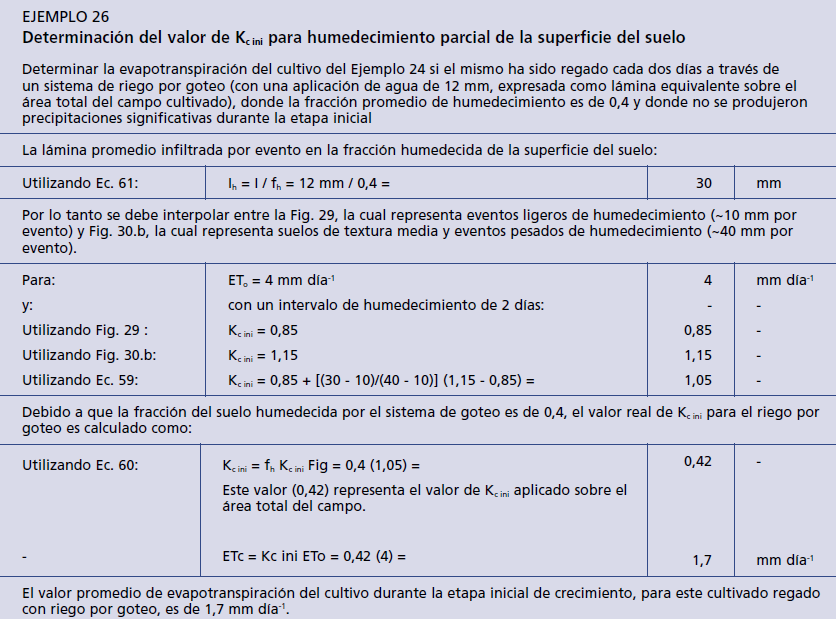 EJEMPLO 26
Determinación del valor de Kc ini para humedecimiento parcial de la superficie del suelo
Determinar la evapotranspiración del cultivo del Ejemplo 24 si el mismo ha sido regado cada dos días a través de
un sistema de riego por goteo (con una aplicación de agua de 12 mm, expresada como lámina equivalente sobre el
área total del campo cultivado), donde la fracción promedio de humedecimiento es de 0,4 y donde no se produjeron
precipitaciones significativas durante la etapa inicial
La lámina promedio infiltrada por evento en la fracción humedecida de la superficie del suelo:
Utilizando Ec. 61: Ih = I / fh = 12 mm / 0,4 = 30 mm
Por lo tanto se debe interpolar entre la Fig. 29, la cual representa eventos ligeros de humedecimiento (~10 mm por
evento) y Fig. 30.b, la cual representa suelos de textura media y eventos pesados de humedecimiento (~40 mm por
evento).
Para: ETo = 4 mm día-1 4 mm día-1
y: con un intervalo de humedecimiento de 2 días: - -
Utilizando Fig. 29 : Kc ini = 0,85 0,85 -
Utilizando Fig. 30.b: Kc ini = 1,15 1,15 -
Utilizando Ec. 59: Kc ini = 0,85 + [(30 - 10)/(40 - 10)] (1,15 - 0,85) = 1,05 -
Debido a que la fracción del suelo humedecida por el sistema de goteo es de 0,4, el valor real de Kc ini para el riego por
goteo es calculado como:
Utilizando Ec. 60: Kc ini = fh Kc ini Fig = 0,4 (1,05) = 0,42 -
Este valor (0,42) representa el valor de Kc ini aplicado sobre el
área total del campo.
- ETc = Kc ini ETo = 0,42 (4) = 1,7 mm día-1
El valor promedio de evapotranspiración del cultivo durante la etapa inicial de crecimiento, para este cultivado regado
con riego por goteo, es de 1,7 mm día-1.